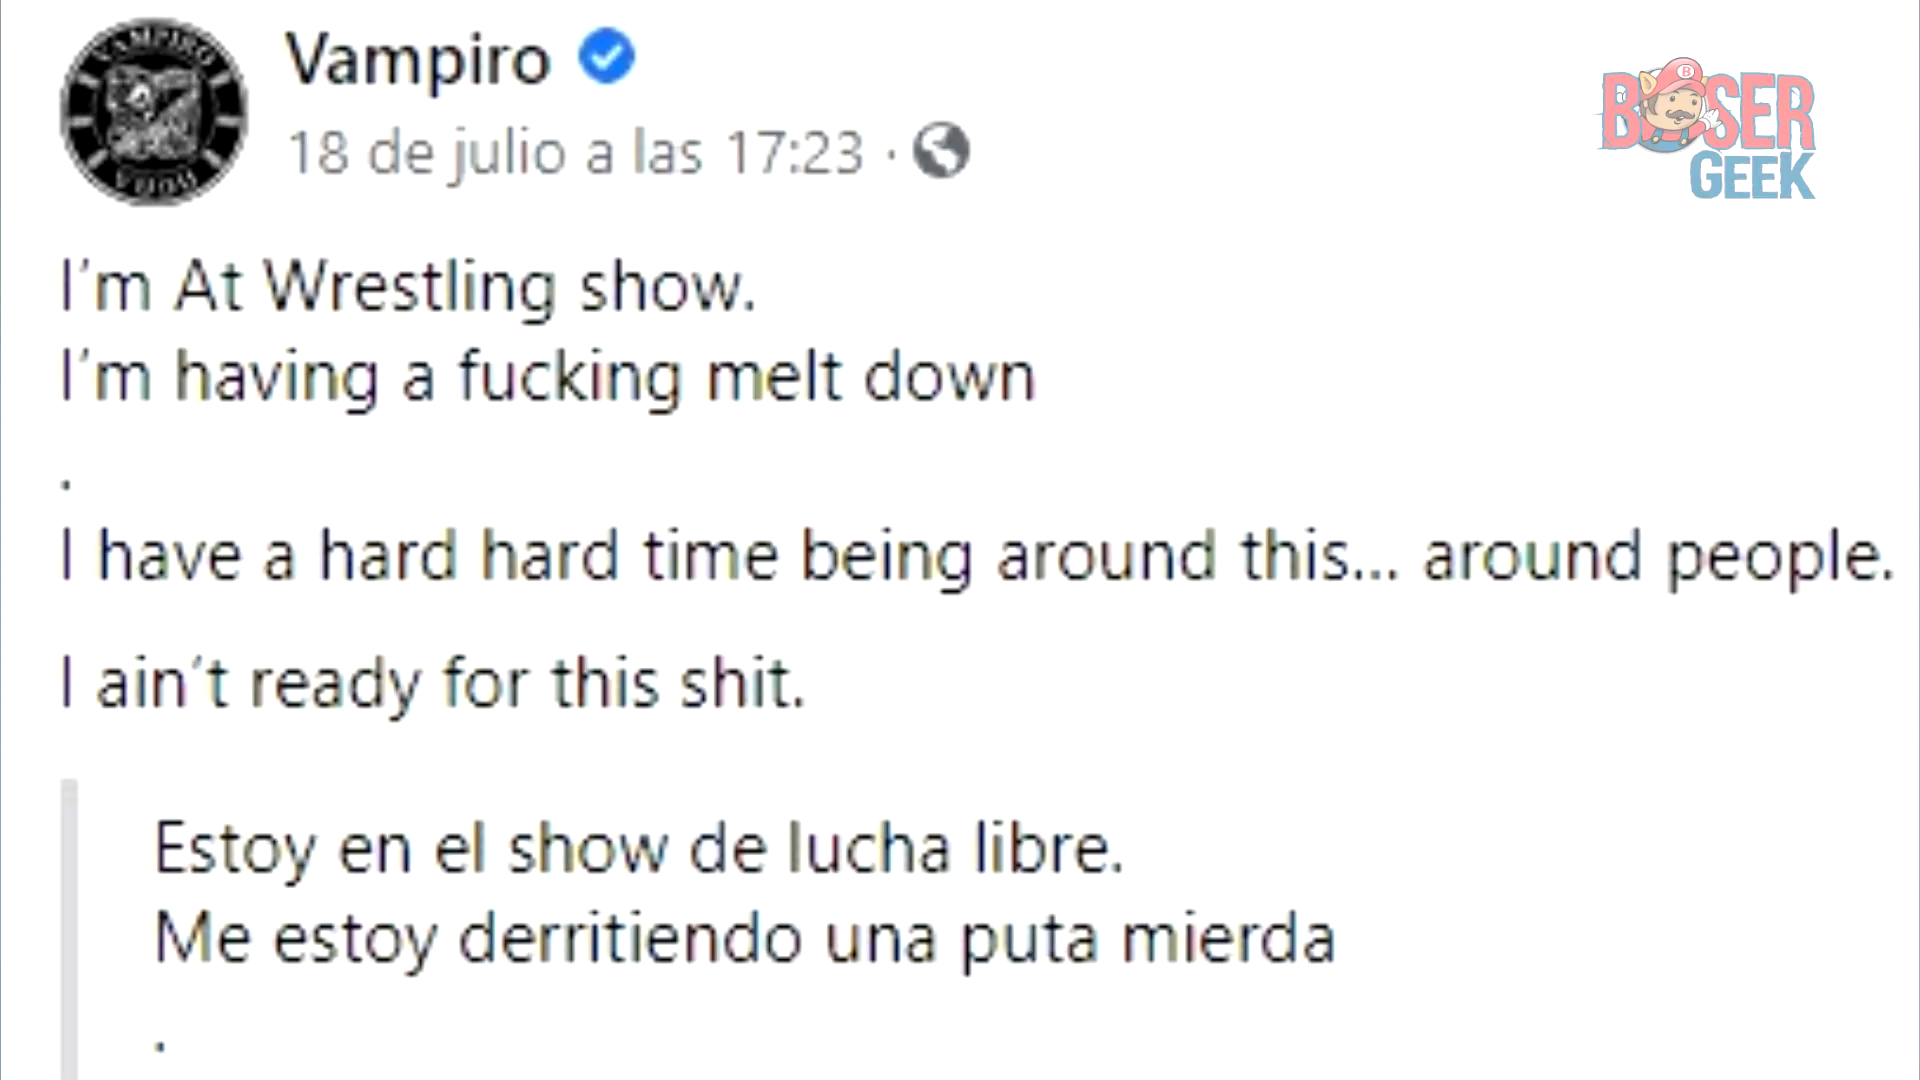 Vampiro
18 de julio a las 17:23 ·
BOSER
GEEK
I'm At Wrestling show.
I'm having a fucking melt down
.
I have a hard hard time being around this... around people.
I ain't ready for this shit.
Estoy en el show de lucha libre.
Me estoy derritiendo una puta mierda
.